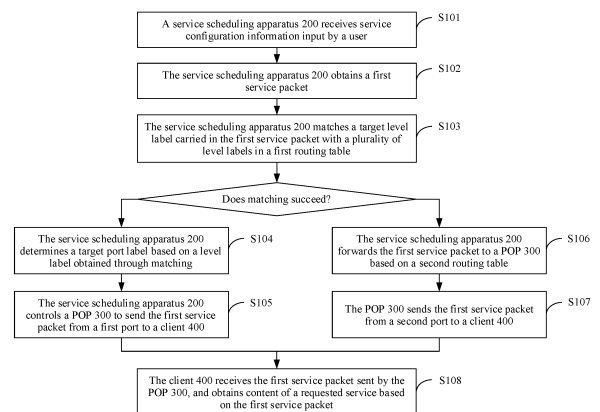 A service scheduling apparatus 200 receives service
configuration information input by a user
S101
The service scheduling apparatus 200 obtains a first
service packet
S102
The service scheduling apparatus 200 matches a target level
label carried in the first service packet with a plurality of
level labels in a first routing table
S103
Does matching succeed?
The service scheduling apparatus 200
determines a target port label based on a level
label obtained through matching
S104
The service scheduling apparatus 200
forwards the first service packet to a POP 300
based on a second routing table
S106
The service scheduling apparatus 200
controls a POP 300 to send the first service
packet from a first port to a client 400
S105
The POP 300 sends the first service packet
from a second port to a client 400
S107
The client 400 receives the first service packet sent by the
POP 300, and obtains content of a requested service based
on the first service packet
S108